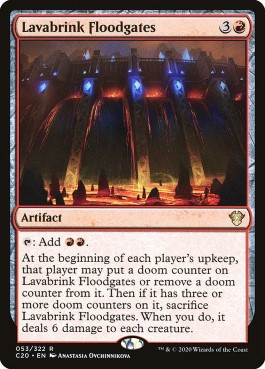 Lavabrink Floodgates 3
Artifact
: Add .
At the beginning of each player's upkeep,
that player may put a doom counter on
Lavabrink Floodgates or remove a doom
counter from it. Then if it has three or
more doom counters on it, sacrifice
Lavabrink Floodgates. When you do, it
deals 6 damage to each creature.
053/322 R
C20 • EN Anastasia Ovchinnikova
™ & © 2020 Wizards of the Coast